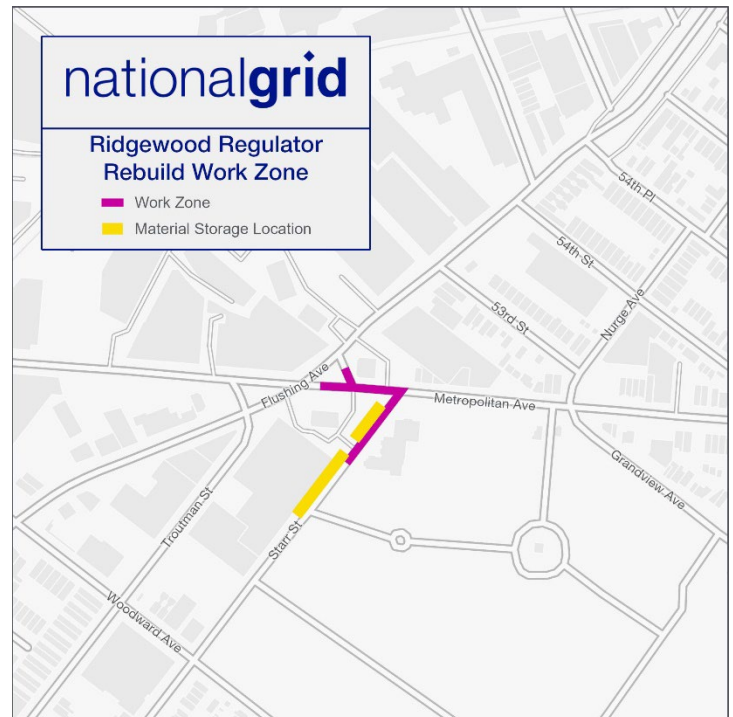 nationalgrid
Ridgewood Regulator
Rebuild Work Zone
Work Zone
Material Storage Location
54th Pl
54th St
53rd St
Nurge Ave
Flushing Ave
Metropolitan Ave
Grandview Ave
Troutman St
Starr St
Woodward Ave